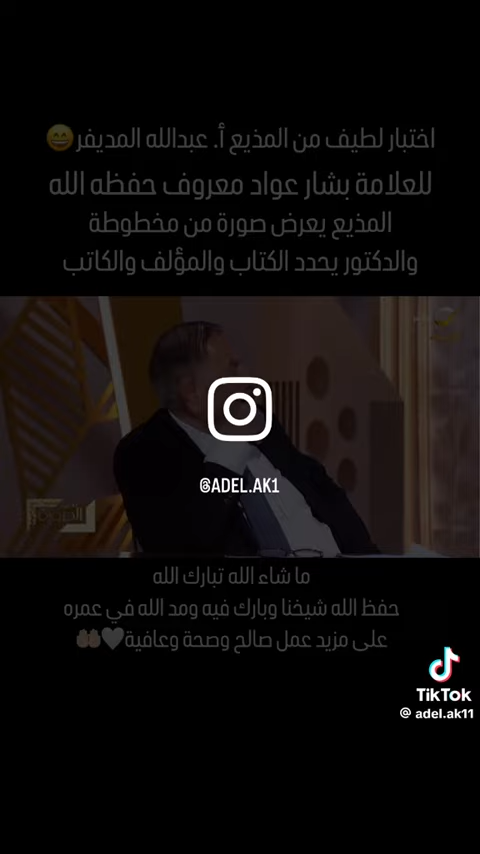 اختبار لطيف من المذيع أ. عبدالله المديفر😄
للعلامة بشار عواد معروف حفظه الله
المذيع يعرض صورة من مخطوطة
والدكتور يحدد الكتاب والمؤلف والكاتب
@ADEL.AK1
ما شاء الله تبارك الله
حفظ الله شيخنا وبارك فيه ومد الله في عمره
على مزيد عمل صالح وصحة وعافية🤍🤲🏼
TikTok
@ adel.ak11